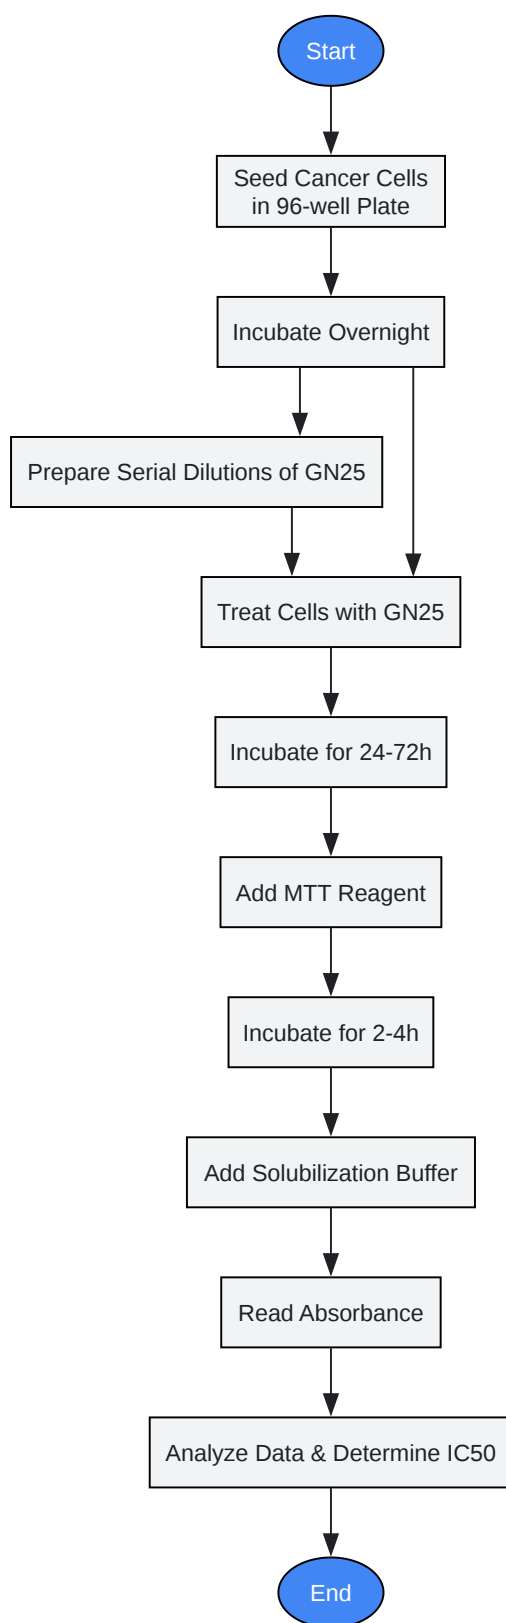 Start
Seed Cancer Cells
in 96-well Plate
Incubate Overnight
Prepare Serial Dilutions of GN25
Treat Cells with GN25
Incubate for 24-72h
Add MTT Reagent
Incubate for 2-4h
Add Solubilization Buffer
Read Absorbance
Analyze Data & Determine IC50
End